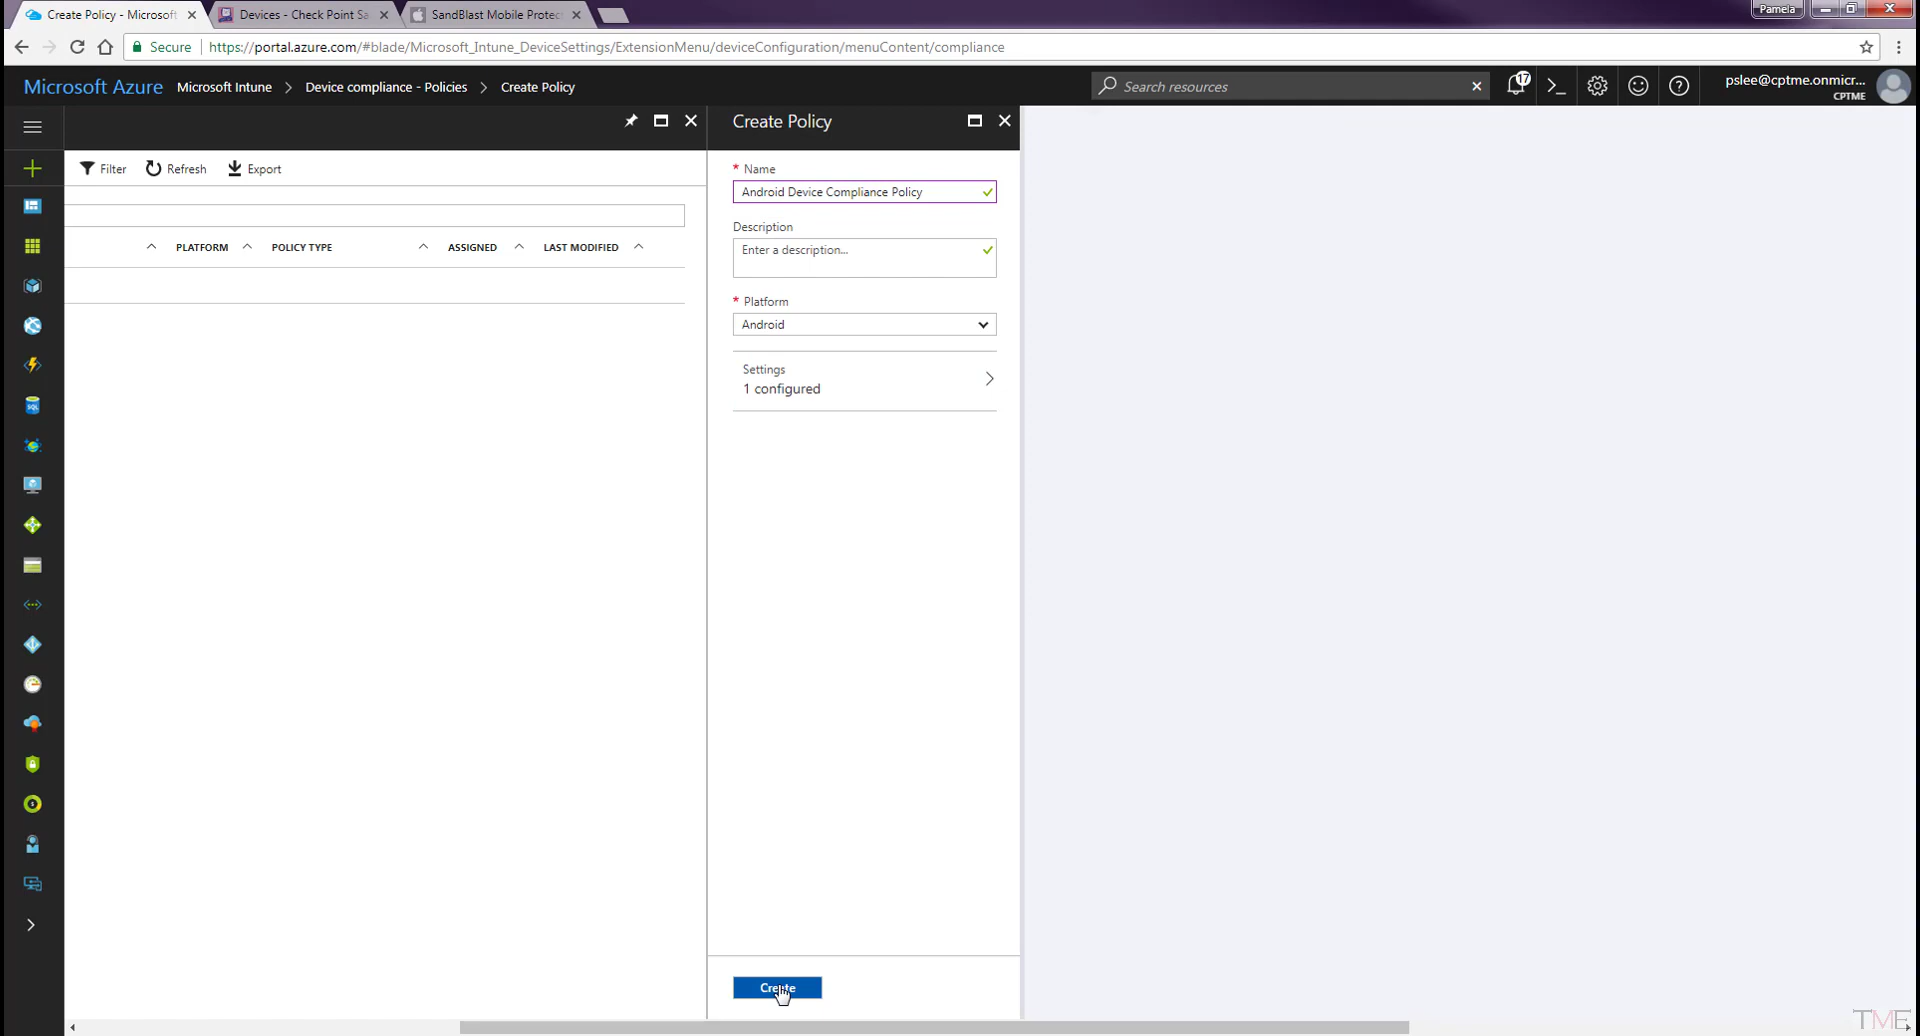 Create Policy - Microsoft
Devices - Check Point Sa
SandBlast Mobile Protec
Pamela
Secure
https://portal.azure.com/#blade/Microsoft_Intune_DeviceSettings/ExtensionMenu/deviceConfiguration/menuContent/compliance
Microsoft Azure
Microsoft Intune > Device compliance - Policies > Create Policy
Search resources
17
pslee@cptme.onmicr...
CPTME
Create Policy
Filter
Refresh
Export
PLATFORM
POLICY TYPE
ASSIGNED
LAST MODIFIED
* Name
Android Device Compliance Policy
Description
Enter a description...
* Platform
Android
Settings
1 configured
Create
SQL
TME